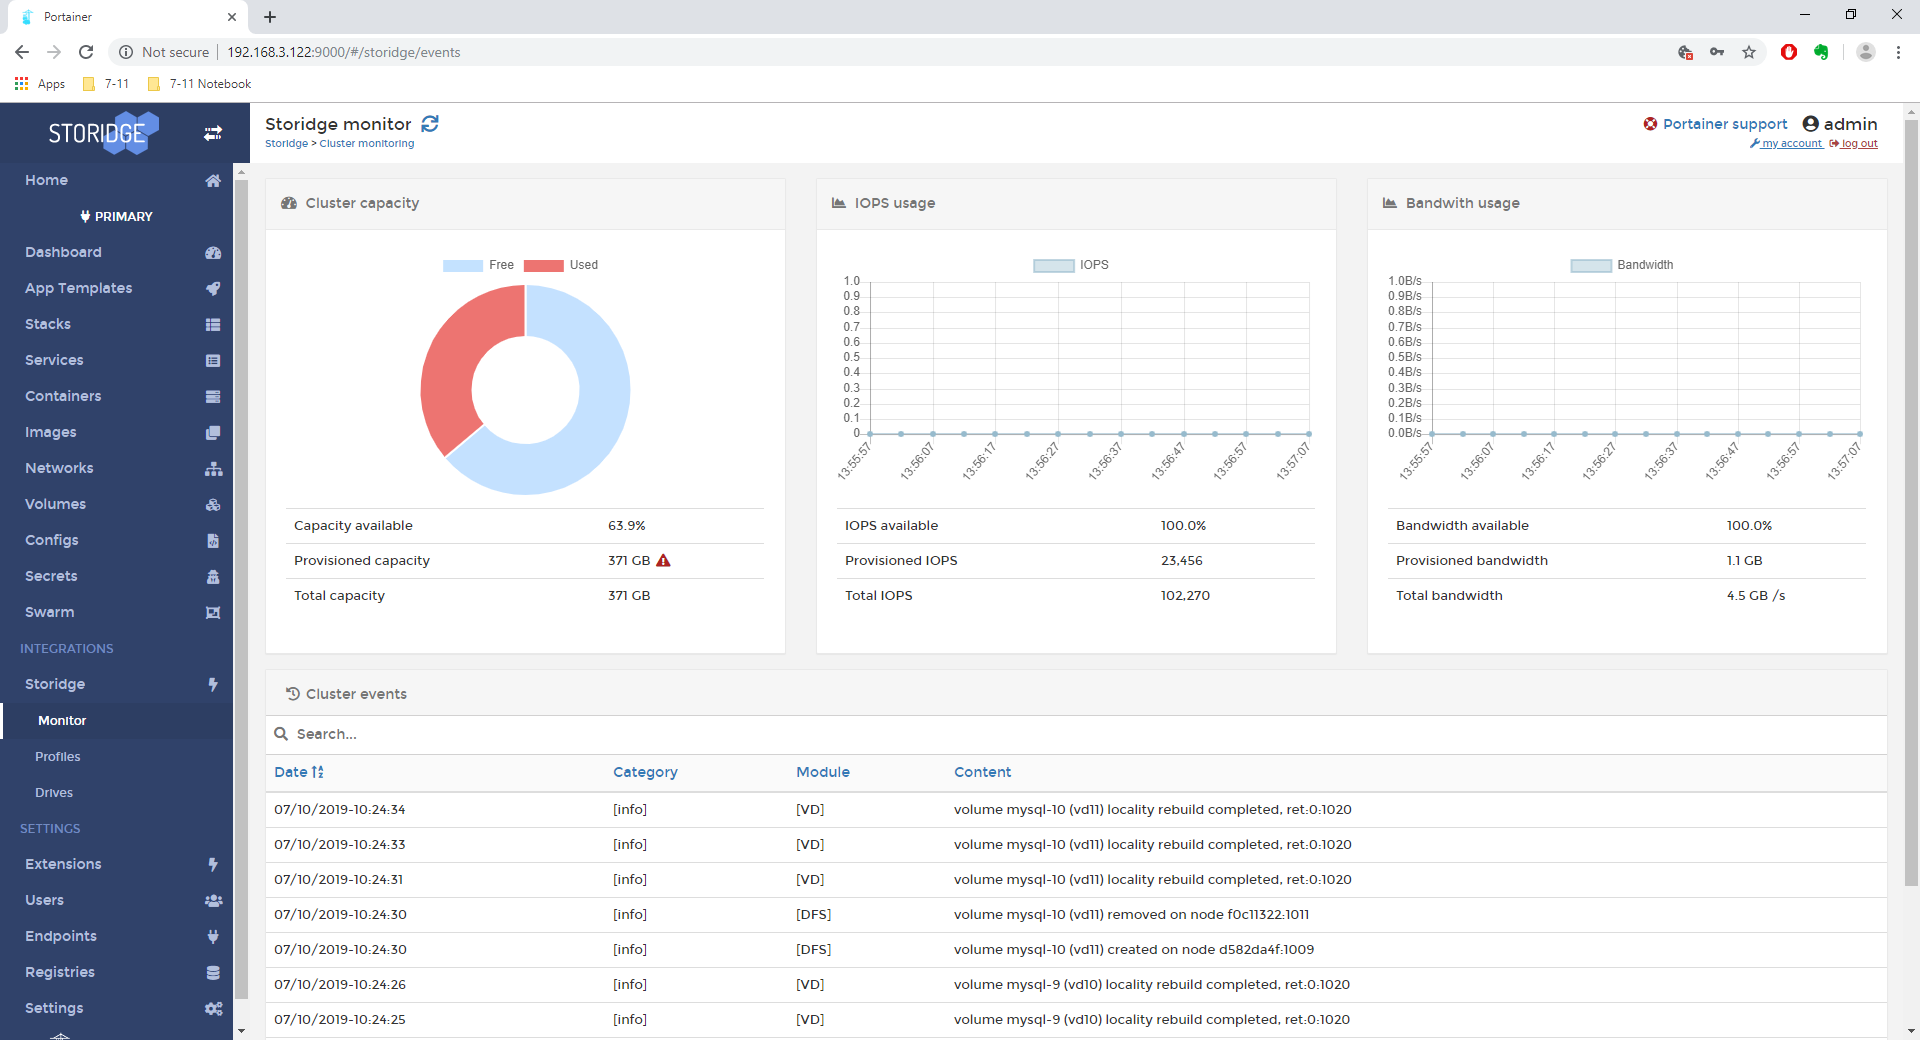 Portainer
Not secure 192.168.3.122:9000/#/storidge/events
Apps 7-11 7-11 Notebook
STORIDGE
Home
PRIMARY
Dashboard
App Templates
Stacks
Services
Containers
Images
Networks
Volumes
Configs
Secrets
Swarm
INTEGRATIONS
Storidge
Monitor
Profiles
Drives
SETTINGS
Extensions
Users
Endpoints
Registries
Settings
Storidge monitor
Storidge > Cluster monitoring
Portainer support admin
my account log out
Cluster capacity
Free Used
Capacity available 63.9%
Provisioned capacity 371 GB
Total capacity 371 GB
IOPS usage
IOPS
1.0
0.9
0.8
0.7
0.6
0.5
0.4
0.3
0.2
0.1
0
13:55:57 13:56:07 13:56:17 13:56:27 13:56:37 13:56:47 13:56:57 13:57:07
IOPS available 100.0%
Provisioned IOPS 23,456
Total IOPS 102,270
Bandwith usage
Bandwidth
1.0B/s
0.9B/s
0.8B/s
0.7B/s
0.6B/s
0.5B/s
0.4B/s
0.3B/s
0.2B/s
0.1B/s
0.0B/s
13:55:57 13:56:07 13:56:17 13:56:27 13:56:37 13:56:47 13:56:57 13:57:07
Bandwidth available 100.0%
Provisioned bandwidth 1.1 GB
Total bandwidth 4.5 GB /s
Cluster events
Search...
Date Category Module Content
07/10/2019-10:24:34 [info] [VD] volume mysql-10 (vd11) locality rebuild completed, ret:0:1020
07/10/2019-10:24:33 [info] [VD] volume mysql-10 (vd11) locality rebuild completed, ret:0:1020
07/10/2019-10:24:31 [info] [VD] volume mysql-10 (vd11) locality rebuild completed, ret:0:1020
07/10/2019-10:24:30 [info] [DFS] volume mysql-10 (vd11) removed on node f0c11322:1011
07/10/2019-10:24:30 [info] [DFS] volume mysql-10 (vd11) created on node d582da4f:1009
07/10/2019-10:24:26 [info] [VD] volume mysql-9 (vd10) locality rebuild completed, ret:0:1020
07/10/2019-10:24:25 [info] [VD] volume mysql-9 (vd10) locality rebuild completed, ret:0:1020